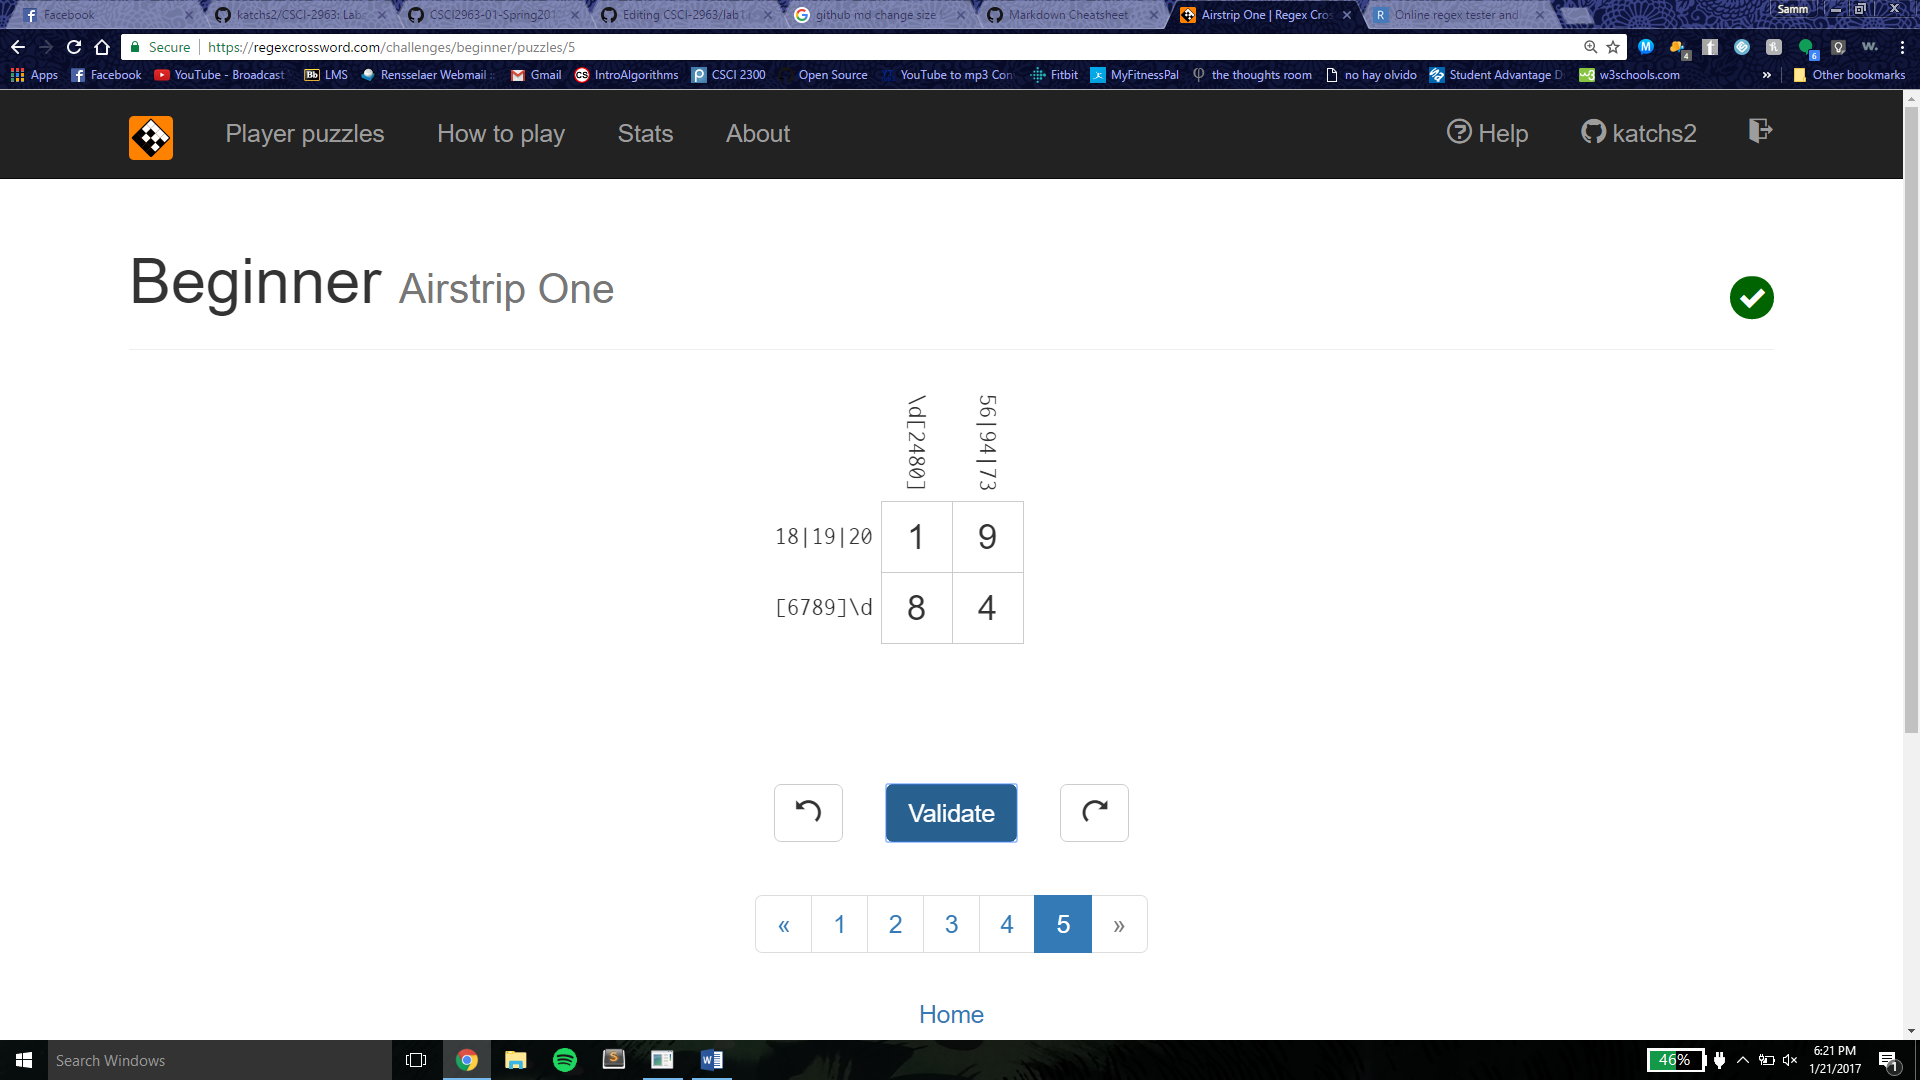 Facebook
katchs2/CSCI-2963: Lab
CSCI2963-01-Spring201
Editing CSCI-2963/lab1
github md change size
Markdown Cheatsheet
Airstrip One | Regex Cro
Online regex tester and
Samm
Secure
https://regexcrossword.com/challenges/beginner/puzzles/5
Apps
Facebook
YouTube - Broadcast
LMS
Rensselaer Webmail :
Gmail
IntroAlgorithms
CSCI 2300
Open Source
YouTube to mp3 Con
Fitbit
MyFitnessPal
the thoughts room
no hay olvido
Student Advantage D
w3schools.com
»
Other bookmarks
Player puzzles
How to play
Stats
About
Help
katchs2
Beginner Airstrip One
\d[2480]
56|94|73
18|19|20 1 9
[6789]\d 8 4
Validate
« 1 2 3 4 5 »
Home
Search Windows
46%
6:21 PM
1/21/2017
1